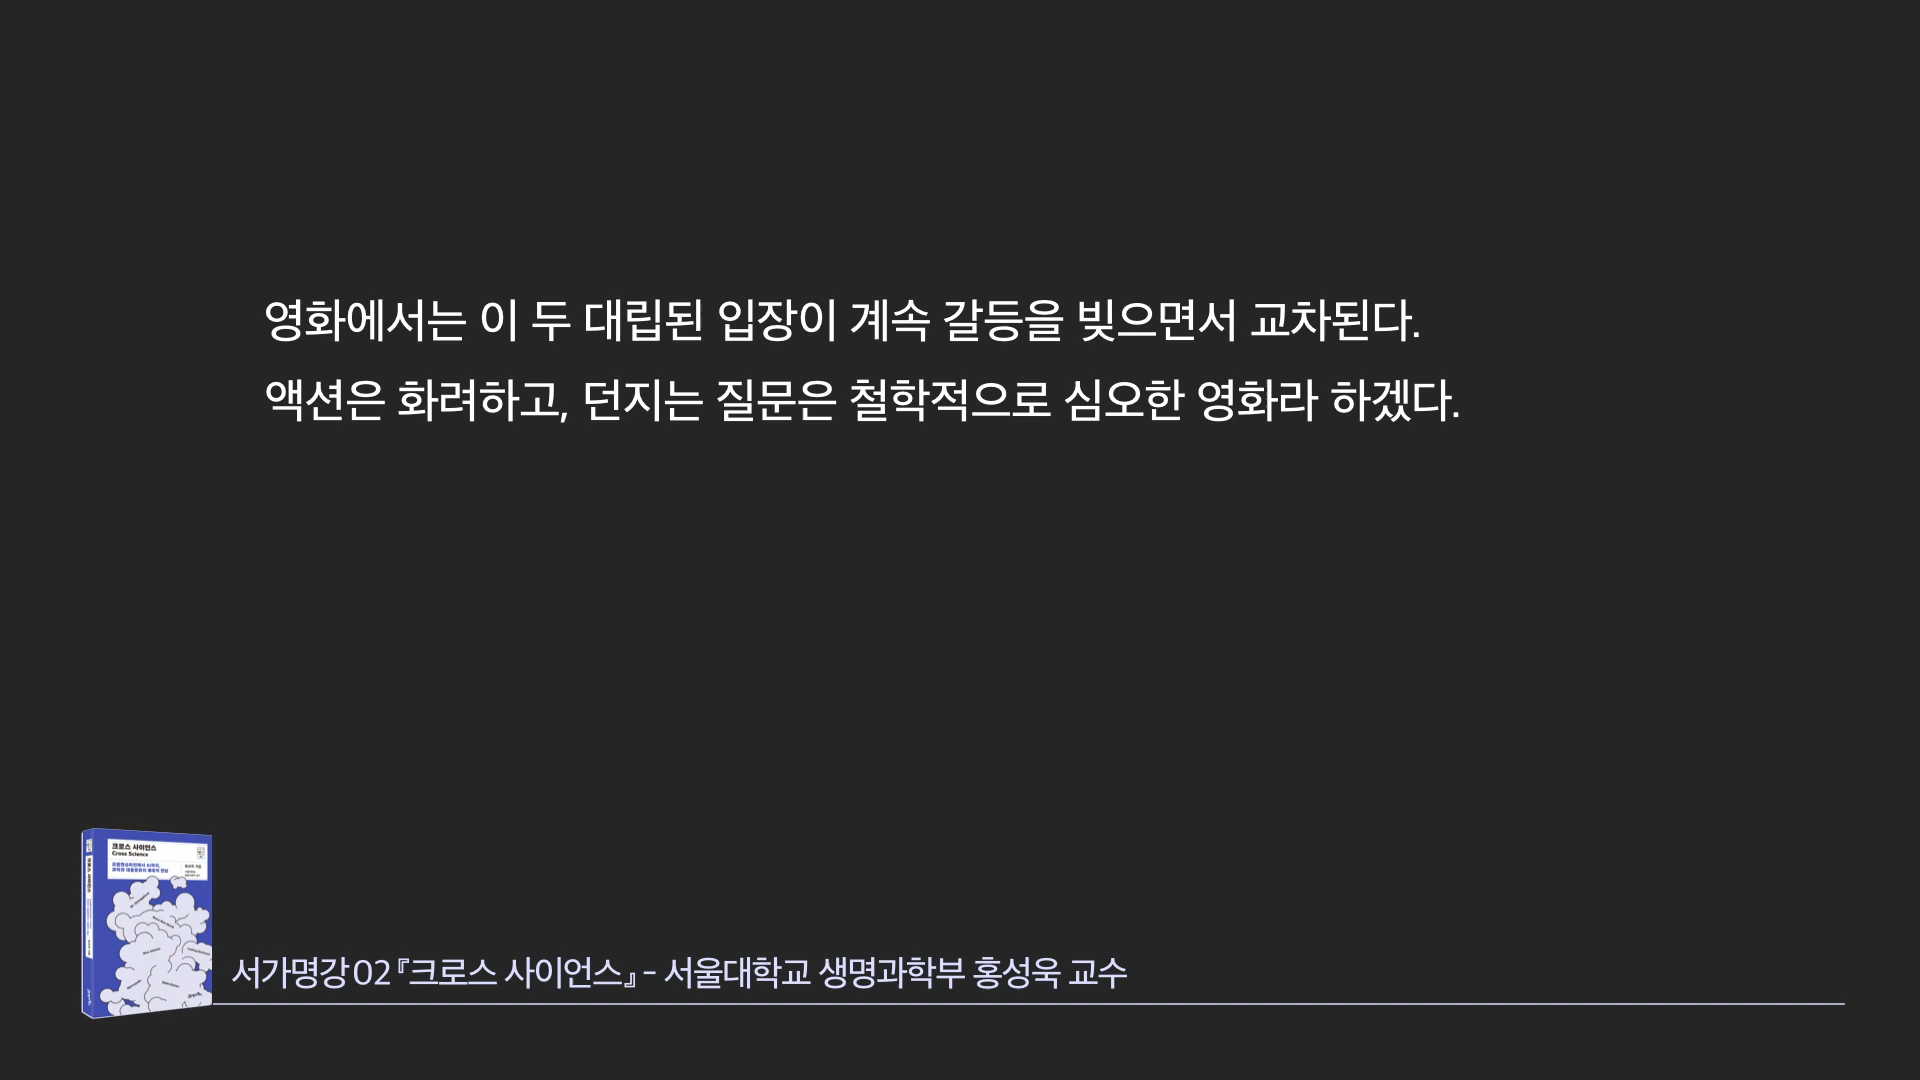 영화에서는 이 두 대립된 입장이 계속 갈등을 빚으면서 교차된다.
액션은 화려하고, 던지는 질문은 철학적으로 심오한 영화라 하겠다.
크로스 사이언스
Cross Science
서가명강 02 『크로스 사이언스』 - 서울대학교 생명과학부 홍성욱 교수